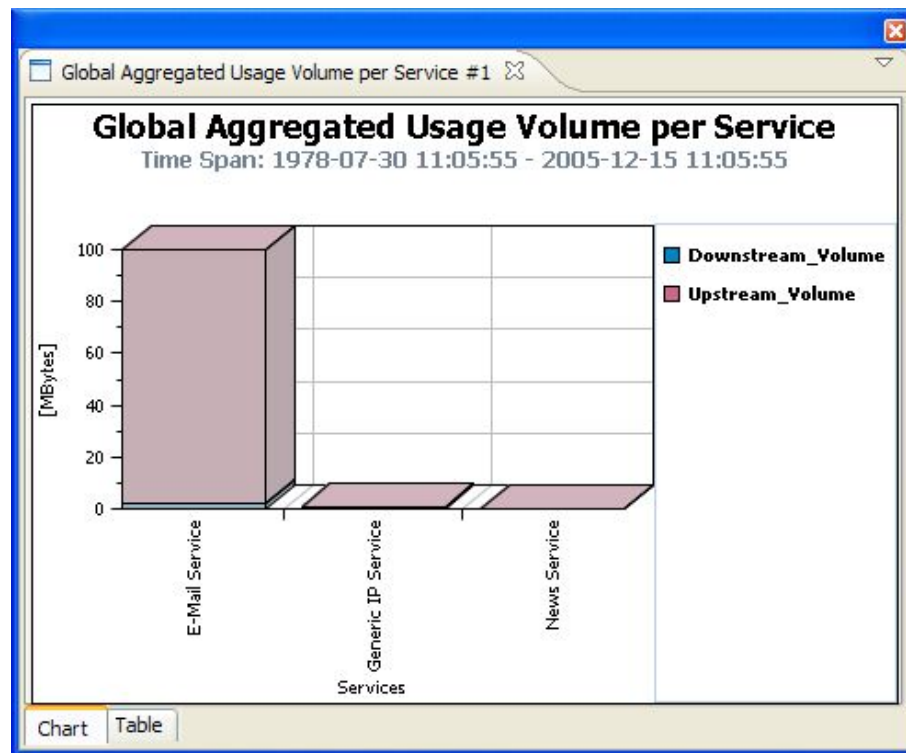 Global Aggregated Usage Volume per Service #1
Global Aggregated Usage Volume per Service
Time Span: 1978-07-30 11:05:55 - 2005-12-15 11:05:55
100
80
60
40
20
0
[MBytes]
E-Mail Service
Generic IP Service
News Service
Services
Downstream_Volume
Upstream_Volume
Chart
Table